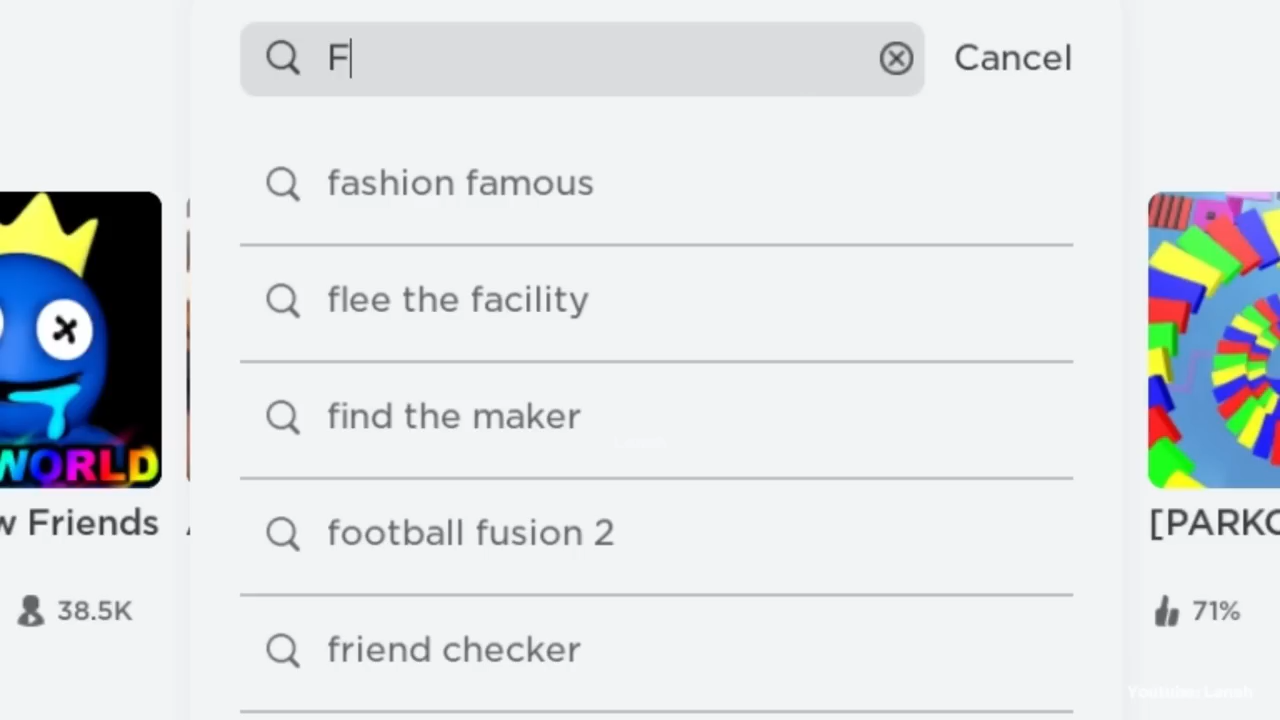 F
Cancel
fashion famous
flee the facility
find the maker
WORLD
w Friends
38.5K
football fusion 2
[PARKO
71%
friend checker